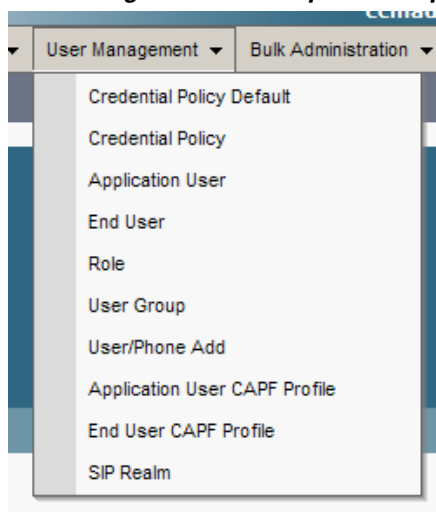 User Management
Bulk Administration
Credential Policy Default
Credential Policy
Application User
End User
Role
User Group
User/Phone Add
Application User CAPF Profile
End User CAPF Profile
SIP Realm